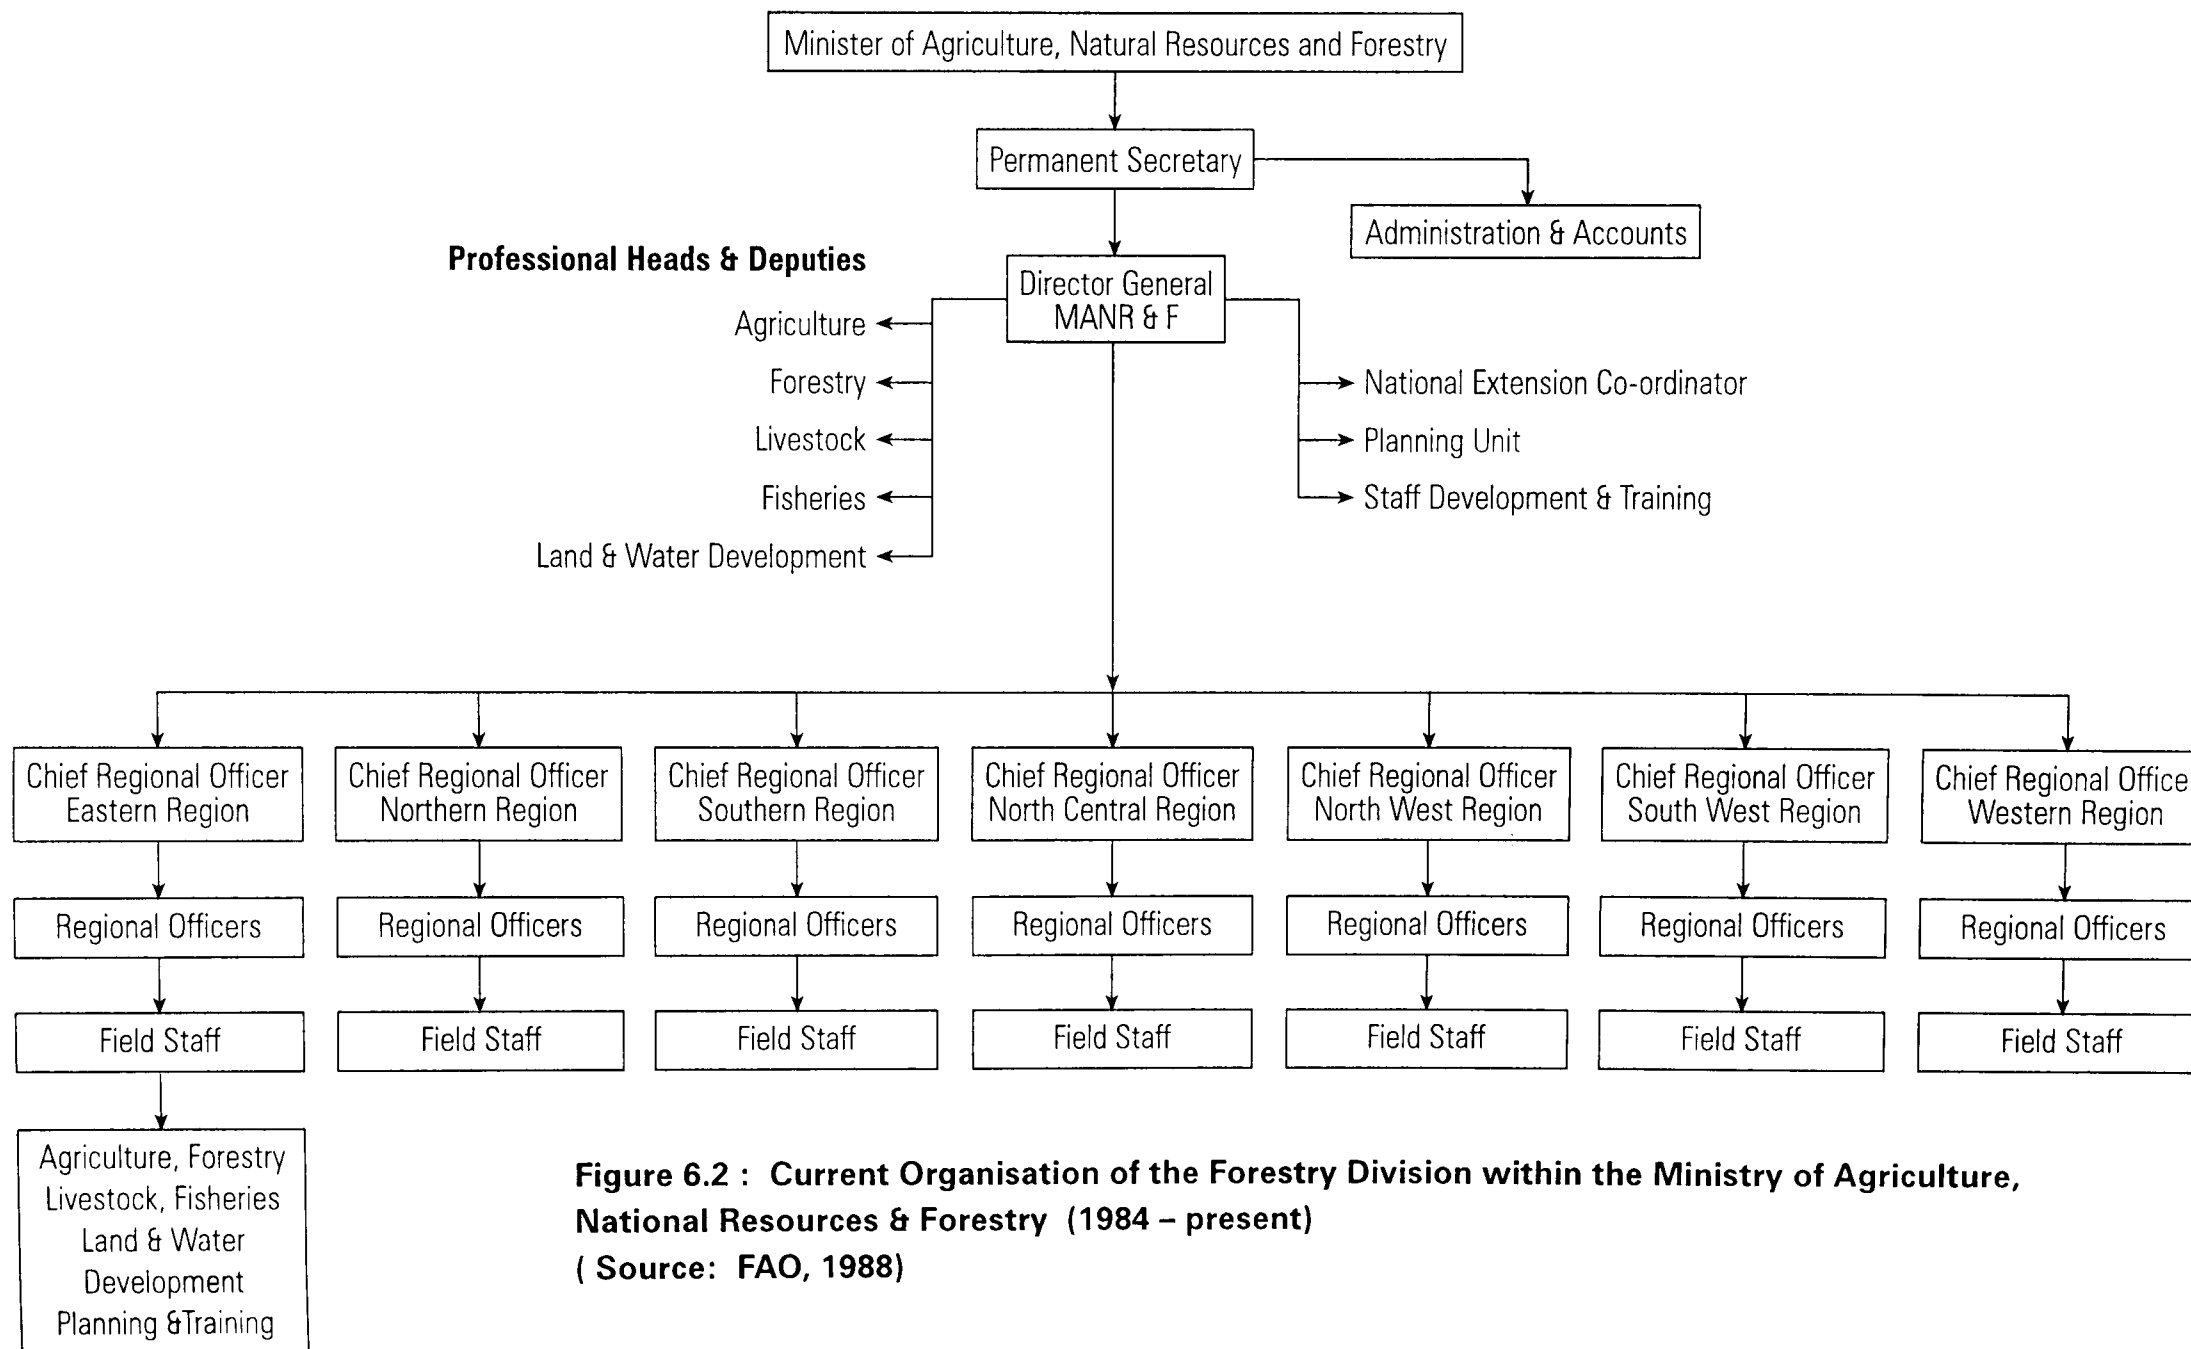 Minister of Agriculture, Natural Resources and Forestry
Permanent Secretary
Administration & Accounts
Professional Heads & Deputies
Director General
MANR & F
Agriculture
Forestry
Livestock
Fisheries
Land & Water Development
National Extension Co-ordinator
Planning Unit
Staff Development & Training
Chief Regional Officer
Eastern Region
Chief Regional Officer
Northern Region
Chief Regional Officer
Southern Region
Chief Regional Officer
North Central Region
Chief Regional Officer
North West Region
Chief Regional Officer
South West Region
Chief Regional Office
Western Region
Regional Officers
Regional Officers
Regional Officers
Regional Officers
Regional Officers
Regional Officers
Regional Officers
Field Staff
Field Staff
Field Staff
Field Staff
Field Staff
Field Staff
Field Staff
Agriculture, Forestry
Livestock, Fisheries
Land & Water
Development
Planning &Training
Figure 6.2 : Current Organisation of the Forestry Division within the Ministry of Agriculture,
National Resources & Forestry (1984 – present)
( Source: FAO, 1988)